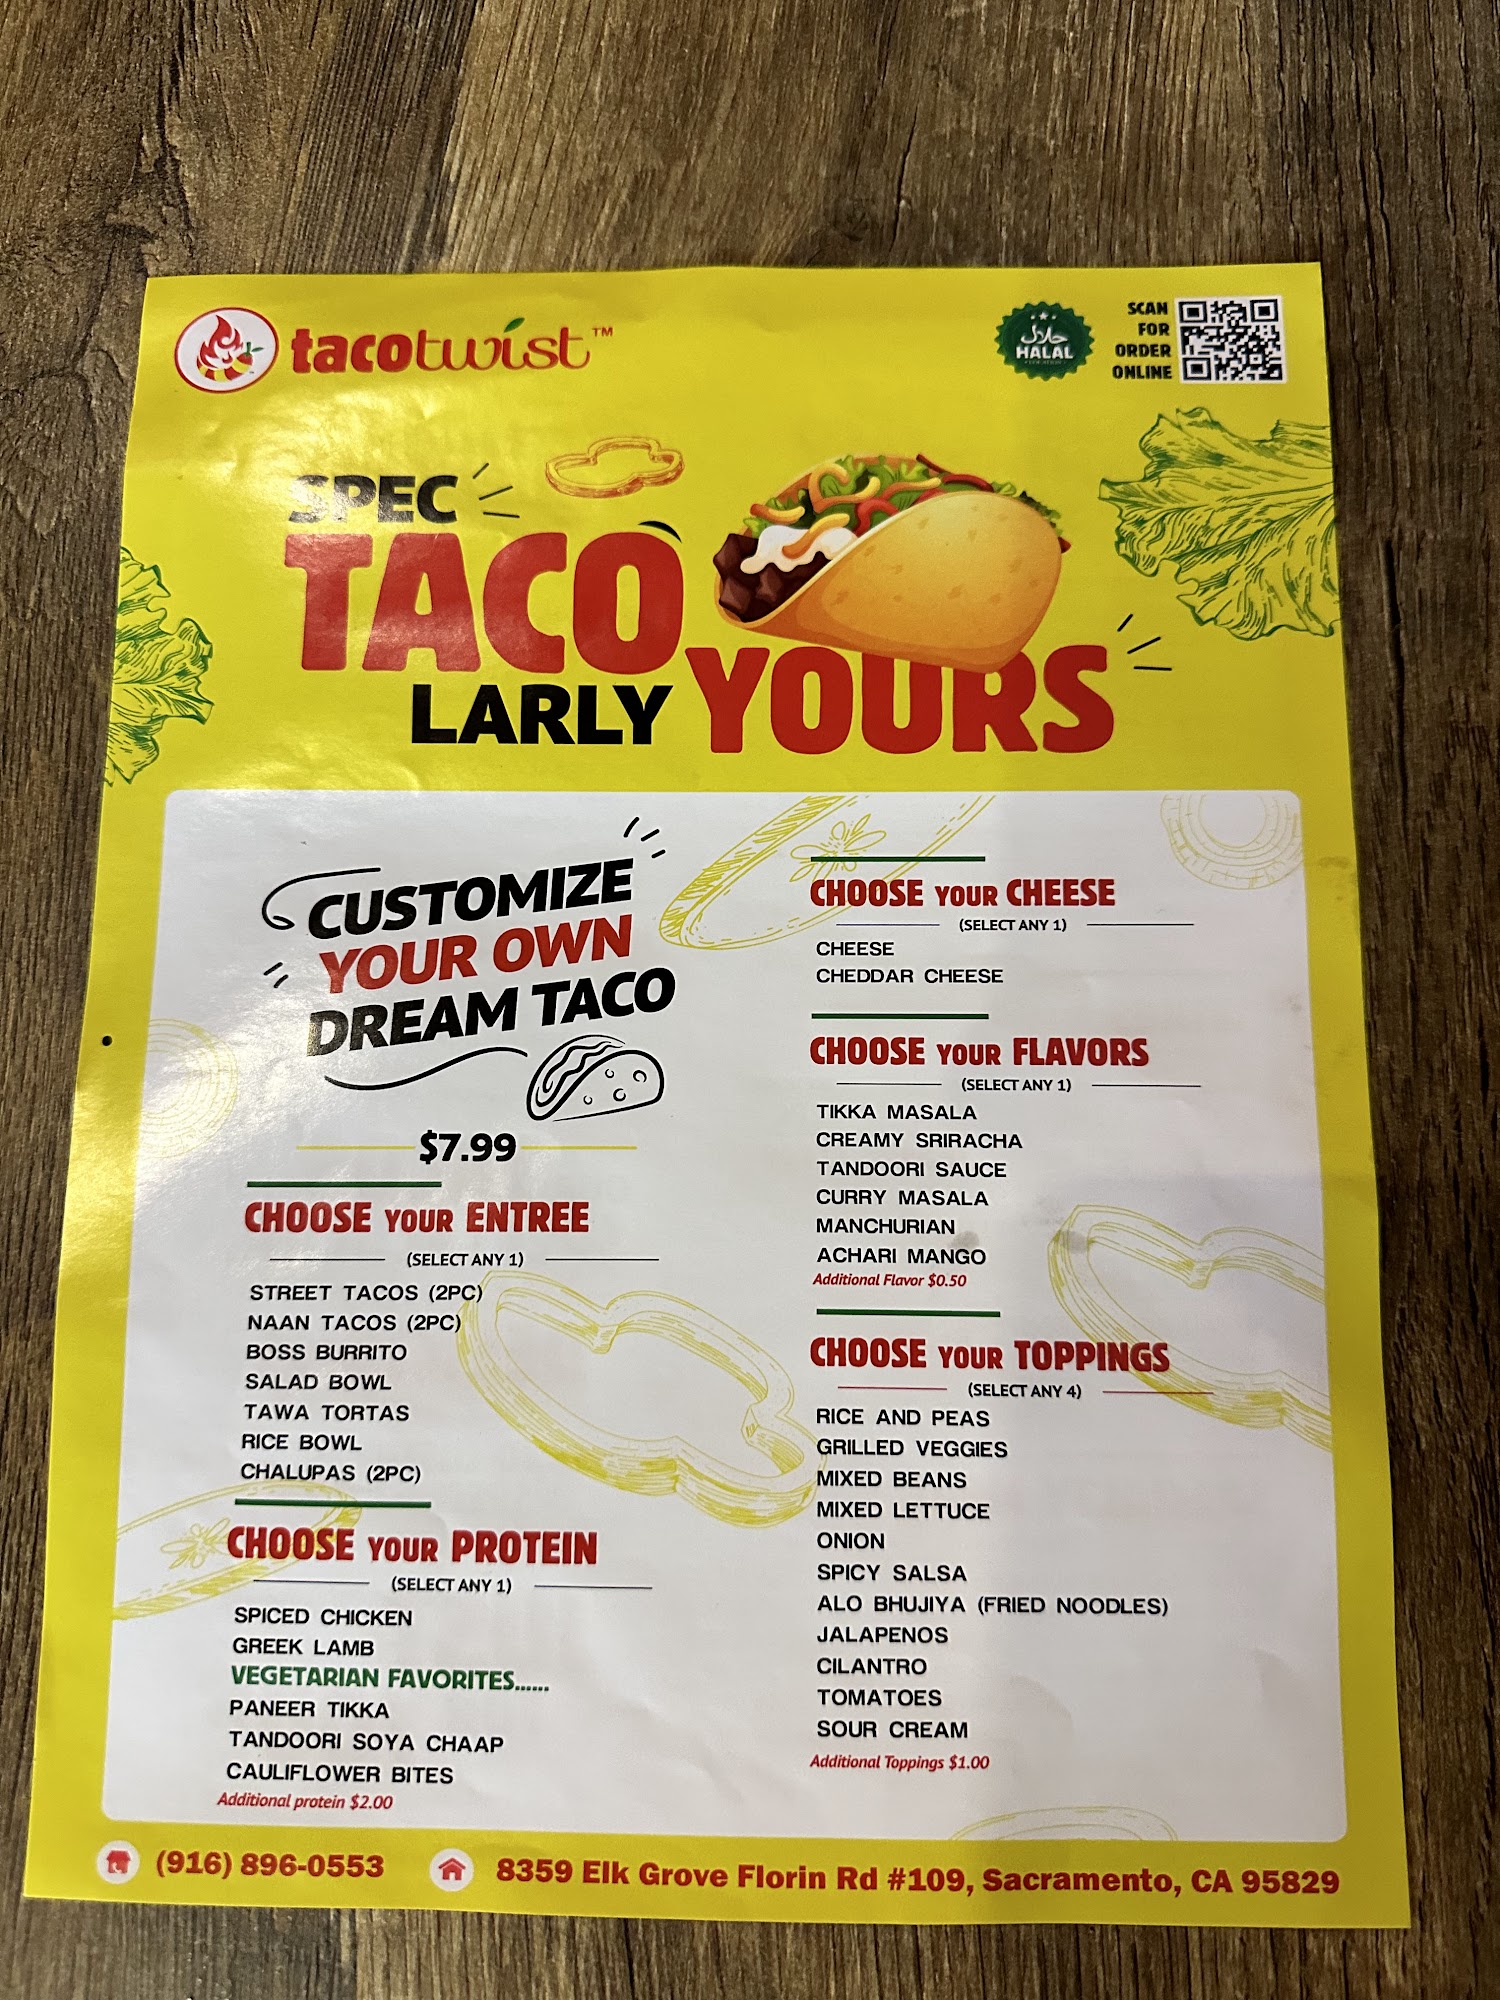 tacotwist™
حلال
HALAL
SCAN
FOR
ORDER
ONLINE
SPEC
TACO
LARLY YOURS
CUSTOMIZE
YOUR OWN
DREAM TACO
$7.99
CHOOSE YOUR ENTREE
(SELECT ANY 1)
STREET TACOS (2PC)
NAAN TACOS (2PC)
BOSS BURRITO
SALAD BOWL
TAWA TORTAS
RICE BOWL
CHALUPAS (2PC)
CHOOSE YOUR PROTEIN
(SELECT ANY 1)
SPICED CHICKEN
GREEK LAMB
VEGETARIAN FAVORITES......
PANEER TIKKA
TANDOORI SOYA CHAAP
CAULIFLOWER BITES
Additional protein $2.00
CHOOSE YOUR CHEESE
(SELECT ANY 1)
CHEESE
CHEDDAR CHEESE
CHOOSE YOUR FLAVORS
(SELECT ANY 1)
TIKKA MASALA
CREAMY SRIRACHA
TANDOORI SAUCE
CURRY MASALA
MANCHURIAN
ACHARI MANGO
Additional Flavor $0.50
CHOOSE YOUR TOPPINGS
(SELECT ANY 4)
RICE AND PEAS
GRILLED VEGGIES
MIXED BEANS
MIXED LETTUCE
ONION
SPICY SALSA
ALO BHUJIYA (FRIED NOODLES)
JALAPENOS
CILANTRO
TOMATOES
SOUR CREAM
Additional Toppings $1.00
(916) 896-0553
8359 Elk Grove Florin Rd #109, Sacramento, CA 95829